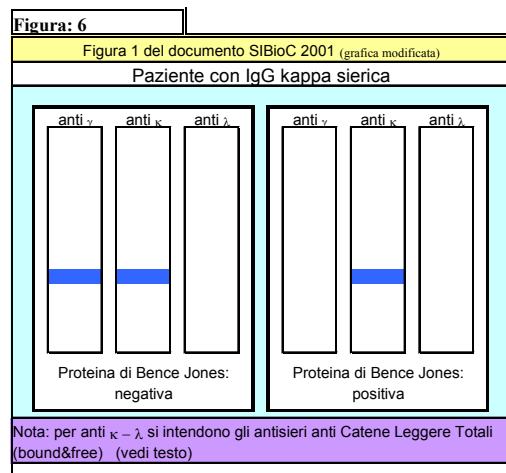 Figura: 6
Figura 1 del documento SIBioC 2001 (grafica modificata)
Paziente con IgG kappa sierica
anti γ anti κ anti λ
anti γ anti κ anti λ
Proteina di Bence Jones:
negativa
Proteina di Bence Jones:
positiva
Nota: per anti κ – λ si intendono gli antisieri anti Catene Leggere Totali
(bound&free) (vedi testo)